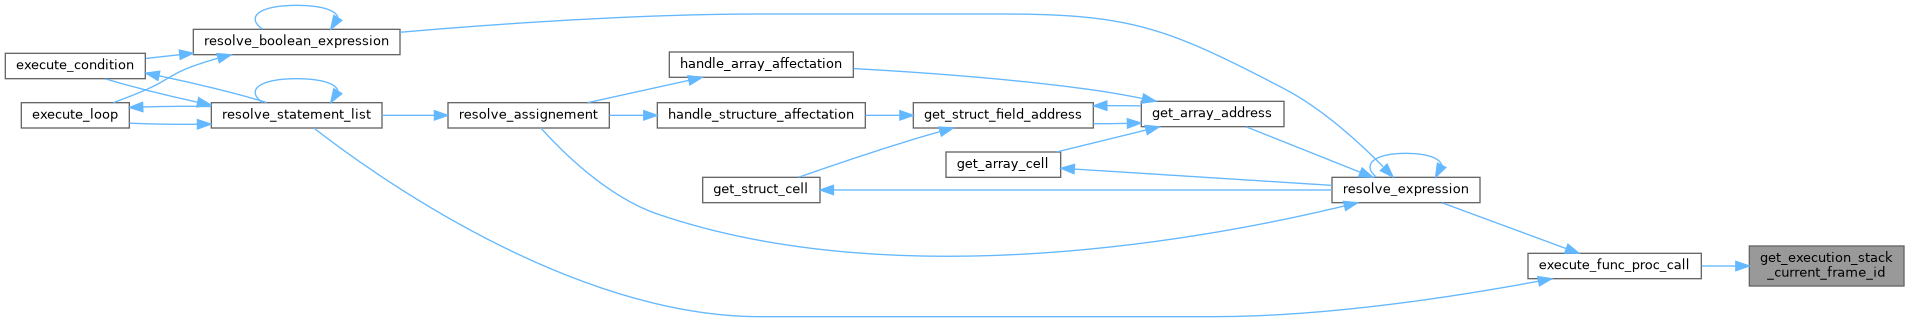 resolve_boolean_expression
execute_condition
handle_array_affectation
execute_loop
resolve_statement_list
resolve_assignement
handle_structure_affectation
get_struct_field_address
get_array_address
get_array_cell
get_struct_cell
resolve_expression
execute_func_proc_call
get_execution_stack
_current_frame_id